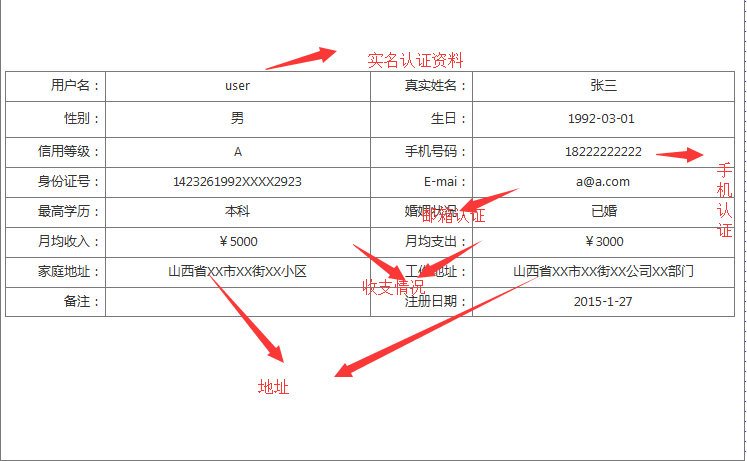 实名认证资料
用户名： user 真实姓名： 张三
性别： 男 生日： 1992-03-01
信用等级： A 手机号码： 18222222222
手机认证
身份证号： 1423261992XXXX2923 E-mai： a@a.com
最高学历： 本科 婚姻状况： 已婚
邮箱认证
月均收入： ￥5000 月均支出： ￥3000
家庭地址： 山西省XX市XX街XX小区 工作地址： 山西省XX市XX街XX公司XX部门
收支情况
备注： 注册日期： 2015-1-27
地址